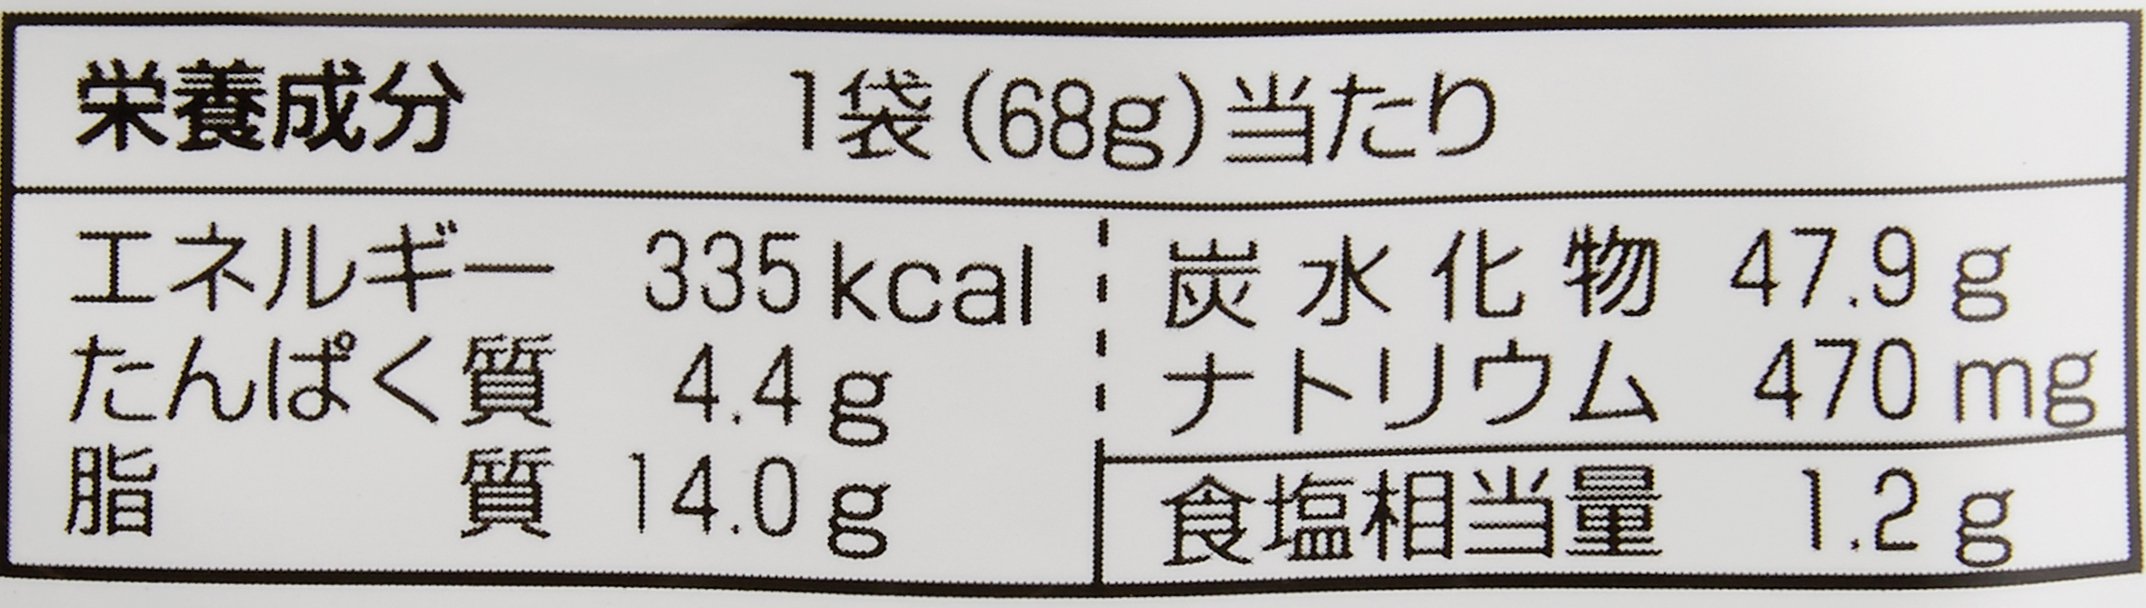 栄養成分 1袋(68g)当たり
エネルギー 335kcal
たんぱく質 4.4g
脂質 14.0g
炭水化物 47.9g
ナトリウム 470mg
食塩相当量 1.2g